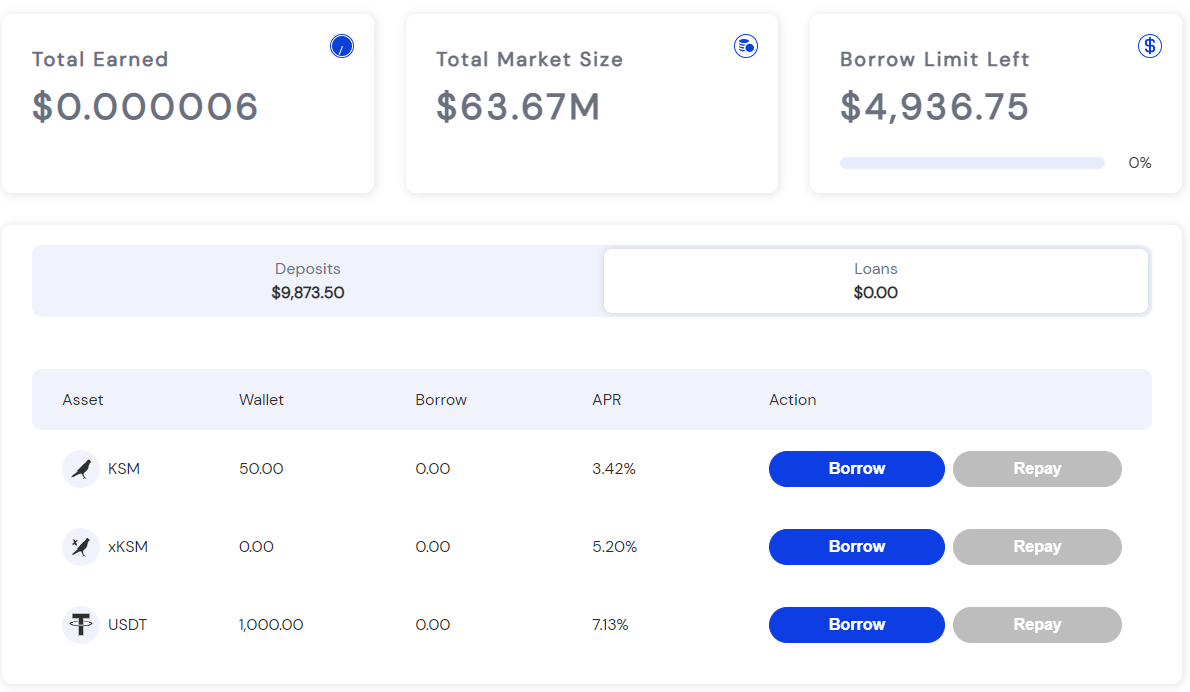 Total Earned
$0.000006
Total Market Size
$63.67M
Borrow Limit Left
$4,936.75
0%
Deposits
$9,873.50
Loans
$0.00
Asset Wallet Borrow APR Action
KSM 50.00 0.00 3.42% Borrow Repay
xKSM 0.00 0.00 5.20% Borrow Repay
USDT 1,000.00 0.00 7.13% Borrow Repay